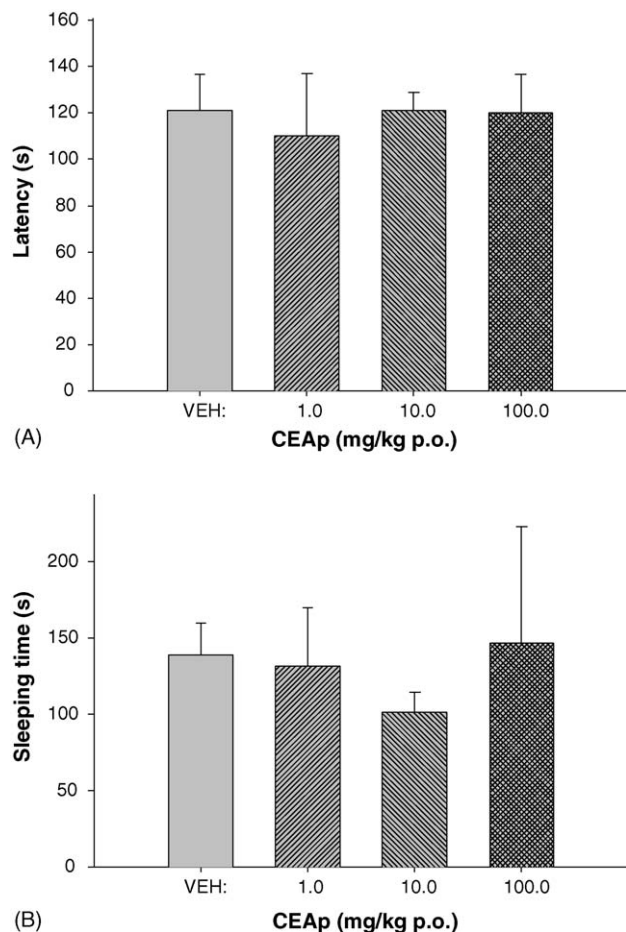 160
140
120
100
80
60
40
20
0
Latency (s)
VEH: 1.0 10.0 100.0
(A) CEAp (mg/kg p.o.)
200
150
100
50
0
Sleeping time (s)
VEH: 1.0 10.0 100.0
(B) CEAp (mg/kg p.o.)